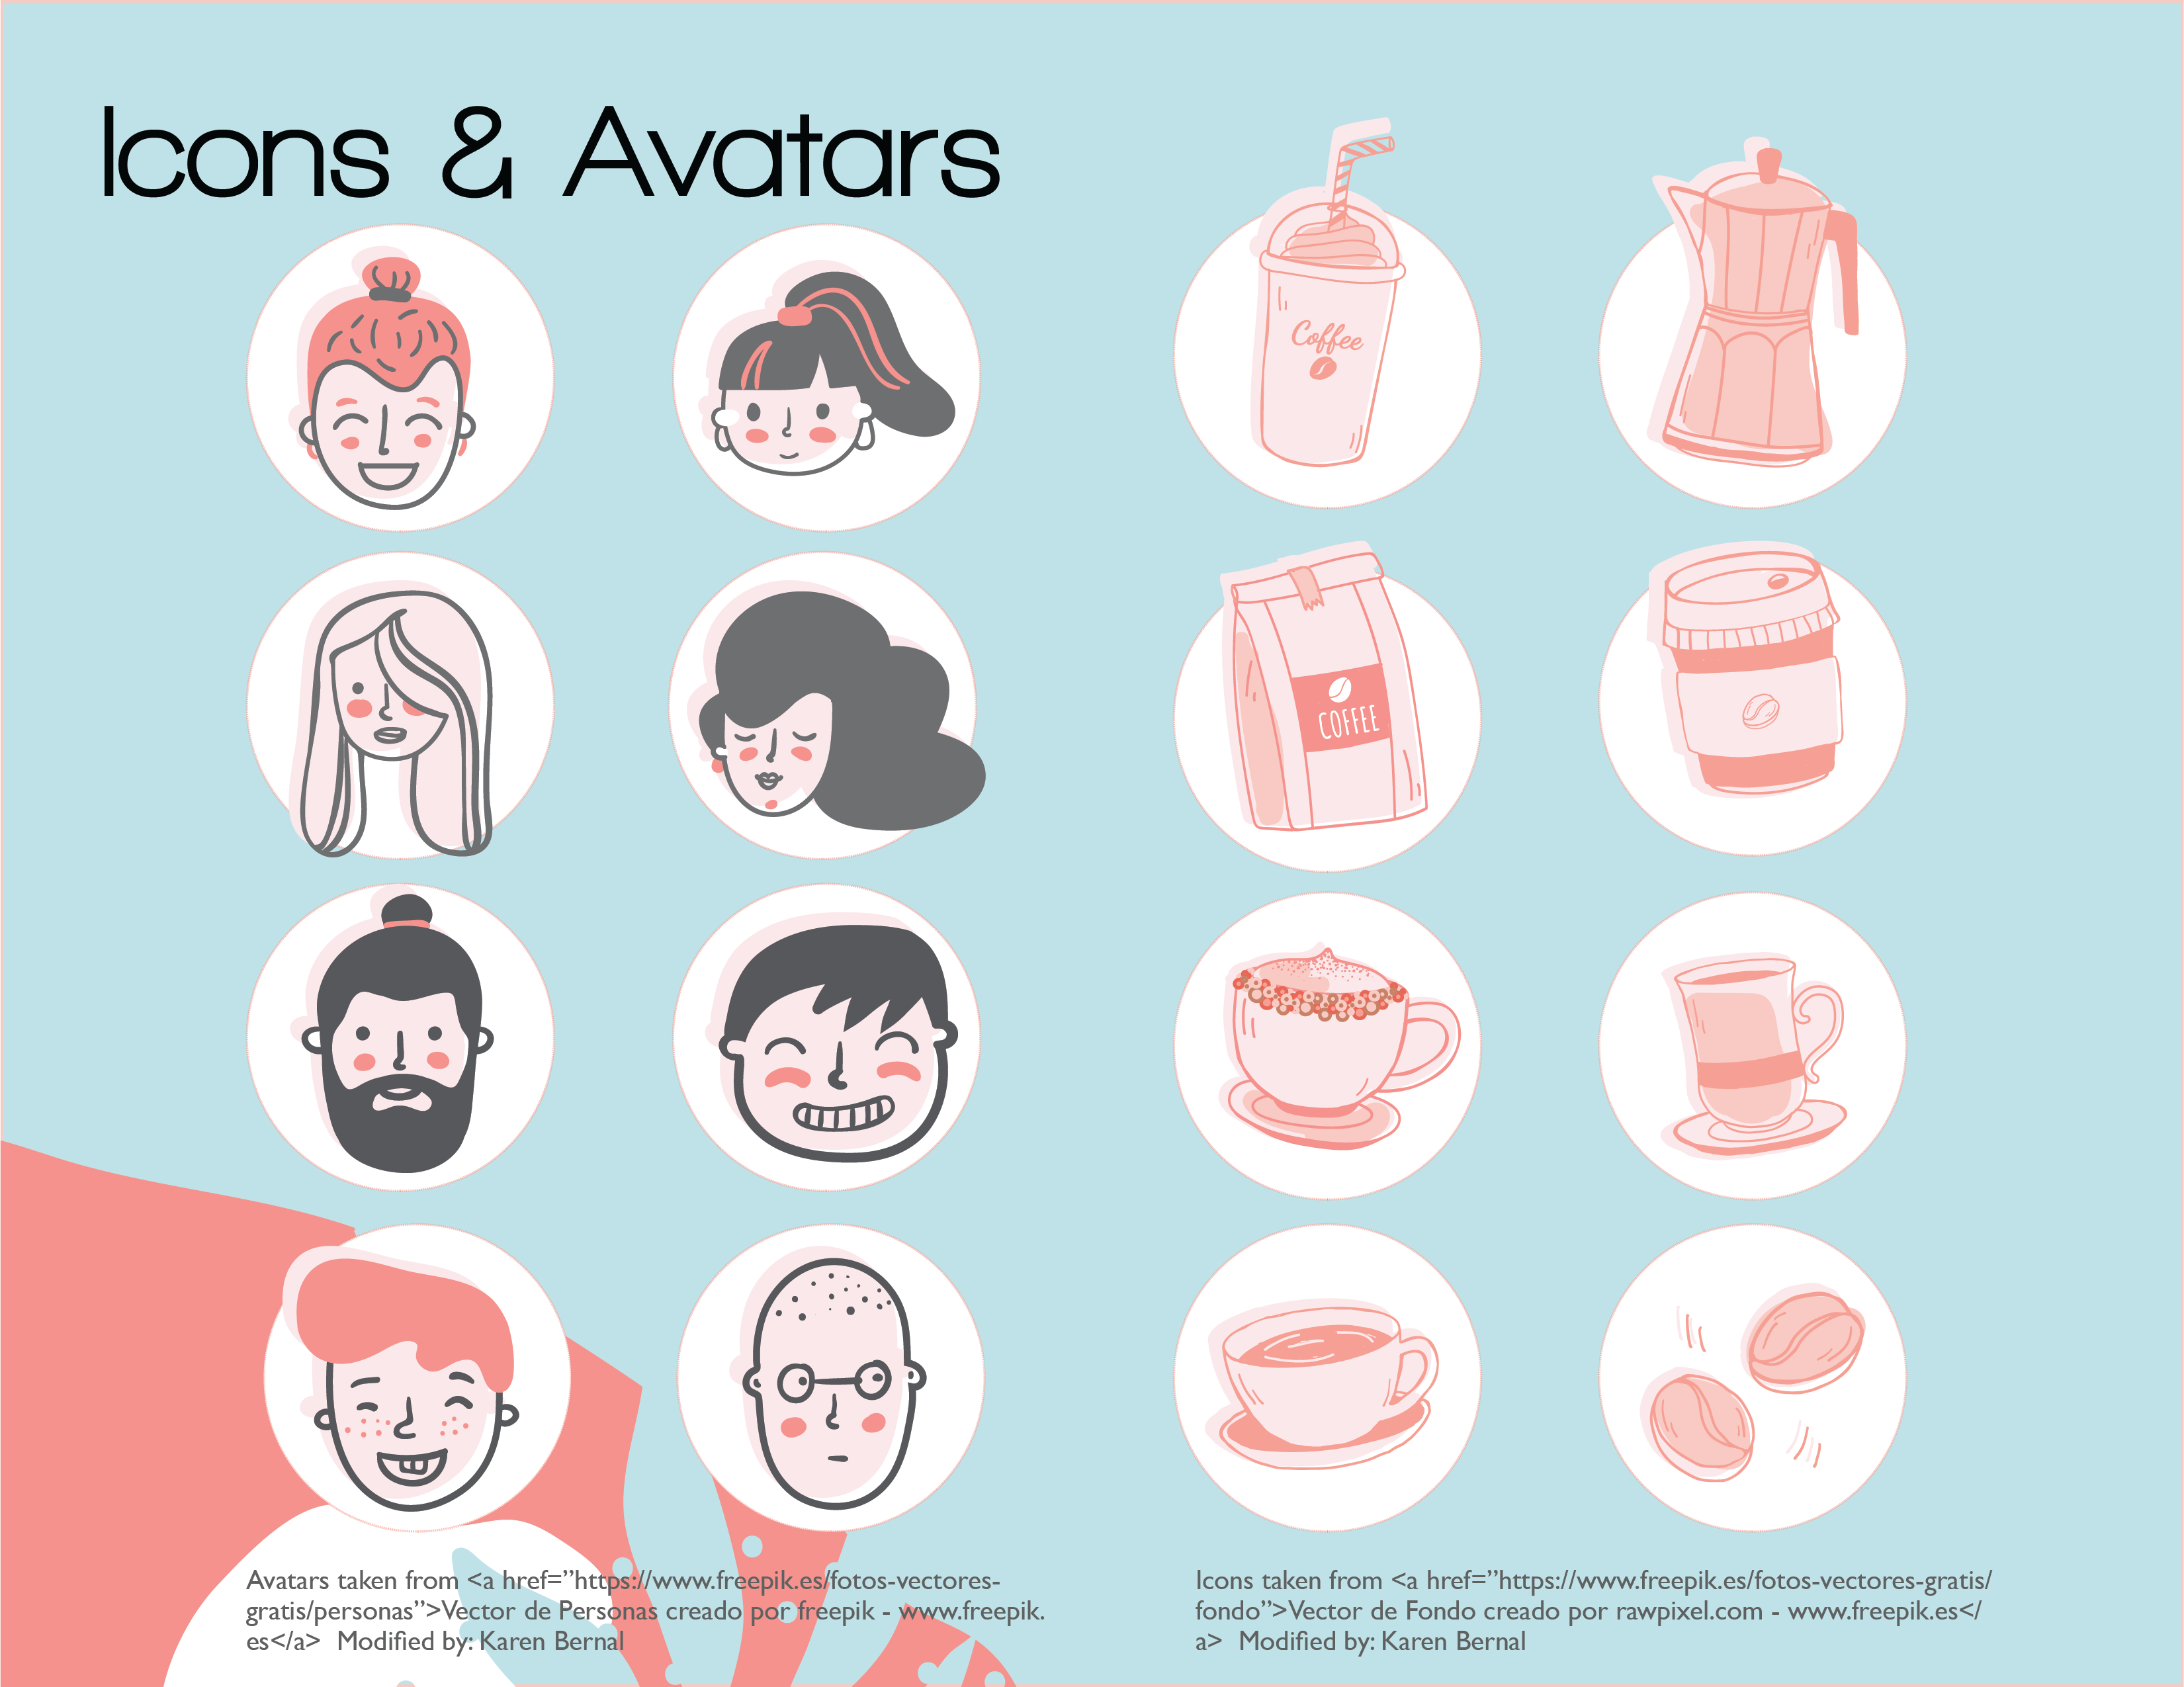 Icons & Avatars
Coffee
COFFEE
Avatars taken from <a href=”https://www.freepik.es/fotos-vectores-
gratis/personas”>Vector de Personas creado por freepik - www.freepik.
es</a>  Modified by: Karen Bernal
Icons taken from <a href=”https://www.freepik.es/fotos-vectores-gratis/
fondo”>Vector de Fondo creado por rawpixel.com - www.freepik.es</
a>  Modified by: Karen Bernal